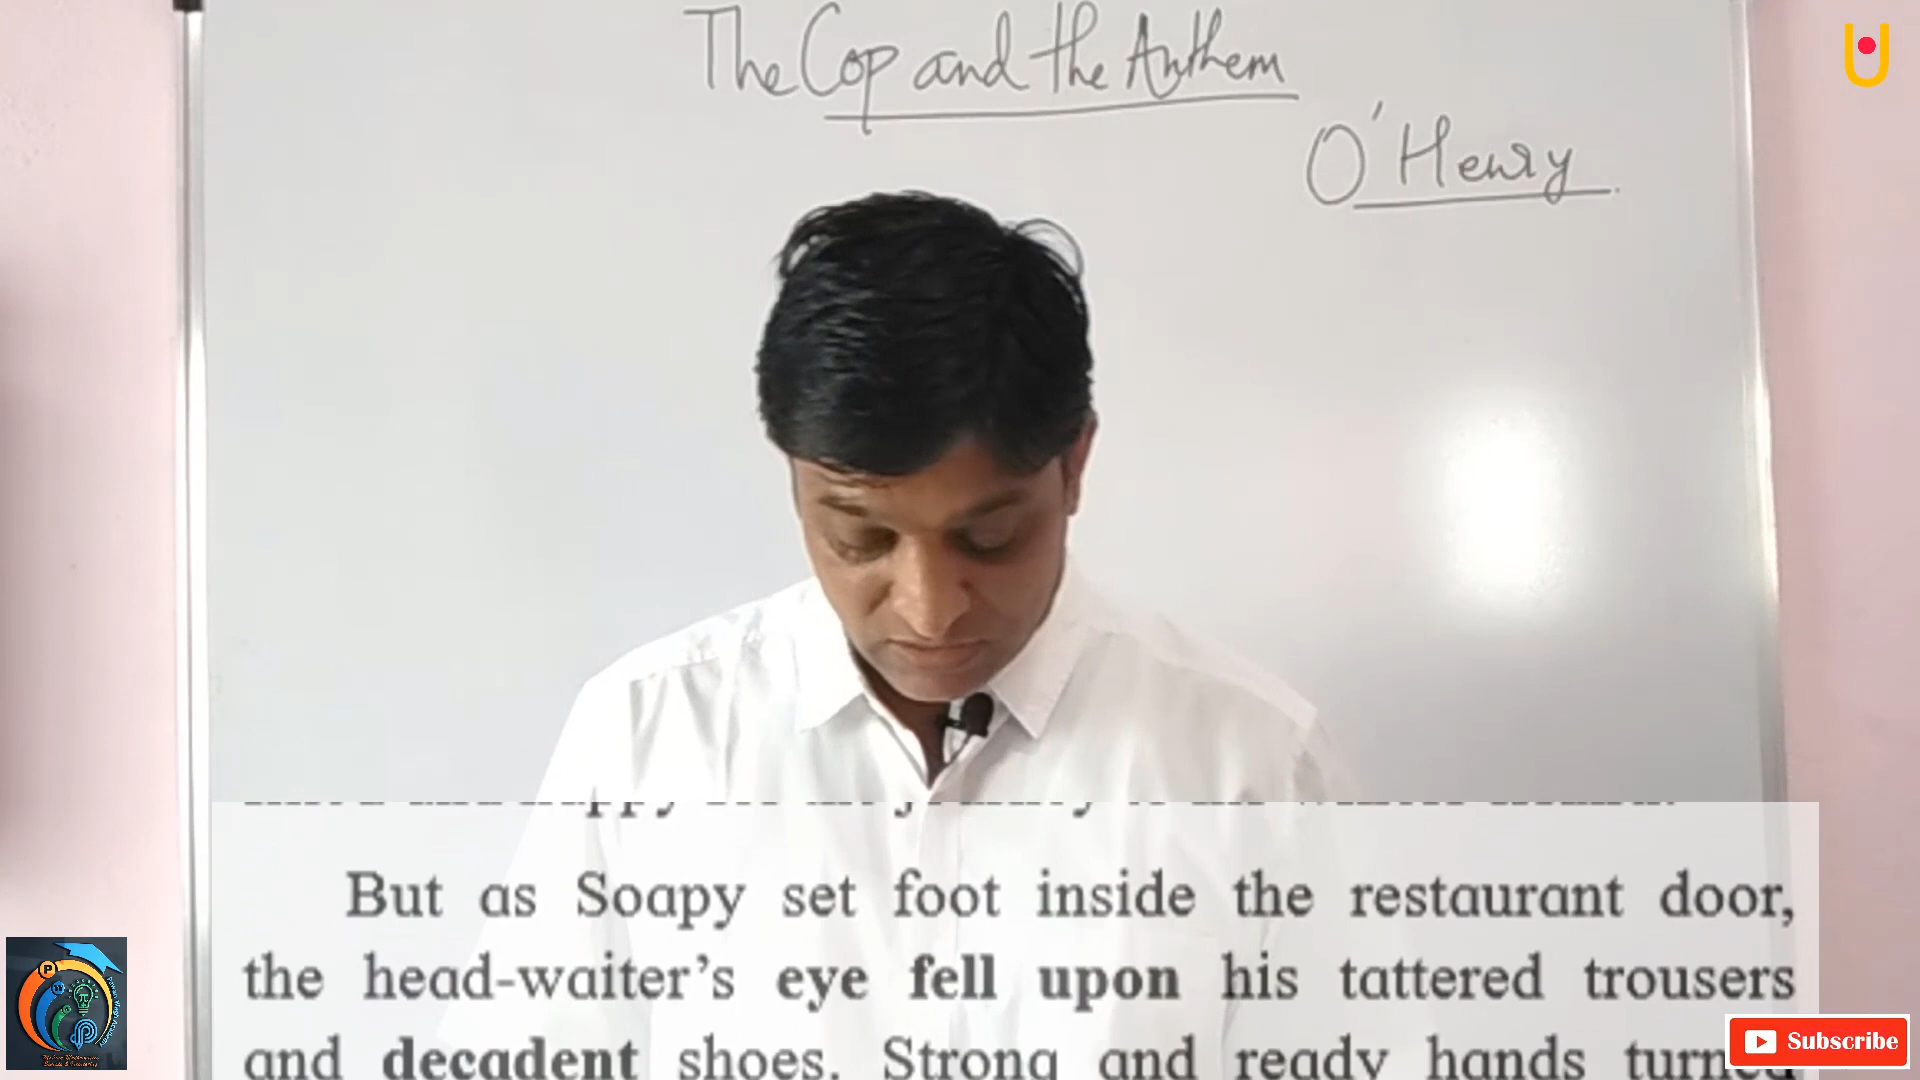 The Cop and the Anthem
O'Henry
But as Soapy set foot inside the restaurant door,
the head-waiter's eye fell upon his tattered trousers
and decadent shoes. Strong and ready hands turned
Subscribe